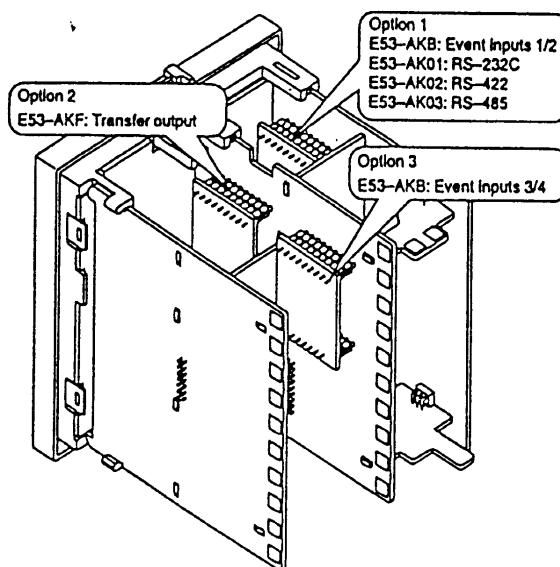 Option 1
E53–AKB: Event inputs 1/2
E53–AK01: RS–232C
E53–AK02: RS–422
E53–AK03: RS–485
Option 2
E53–AKF: Transfer output
Option 3
E53–AKB: Event inputs 3/4